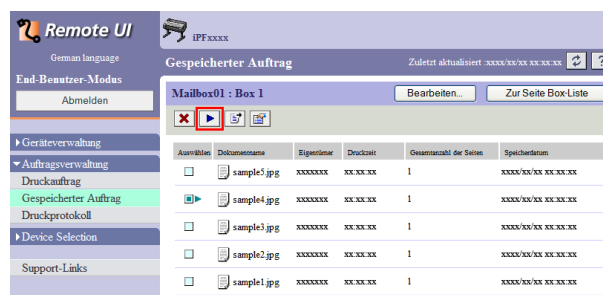 Remote UI
German language
End-Benutzer-Modus
Abmelden
Geräteverwaltung
Auftragsverwaltung
Druckauftrag
Gespeicherter Auftrag
Druckprotokoll
Device Selection
Support-Links
iPFxxxx
Gespeicherter Auftrag Zuletzt aktualisiert :xxxx/xx/xx xx:xx:xx ?
Mailbox01 : Box 1 Bearbeiten... Zur Seite Box-Liste
Auswählen Dokumentname Eigentümer Druckzeit Gesamtanzahl der Seiten Speicherdatum
sample5.jpg xxxxxxx xx:xx:xx 1 xxxx/xx/xx xx:xx:xx
sample4.jpg xxxxxxx xx:xx:xx 1 xxxx/xx/xx xx:xx:xx
sample3.jpg xxxxxxx xx:xx:xx 1 xxxx/xx/xx xx:xx:xx
sample2.jpg xxxxxxx xx:xx:xx 1 xxxx/xx/xx xx:xx:xx
sample1.jpg xxxxxxx xx:xx:xx 1 xxxx/xx/xx xx:xx:xx